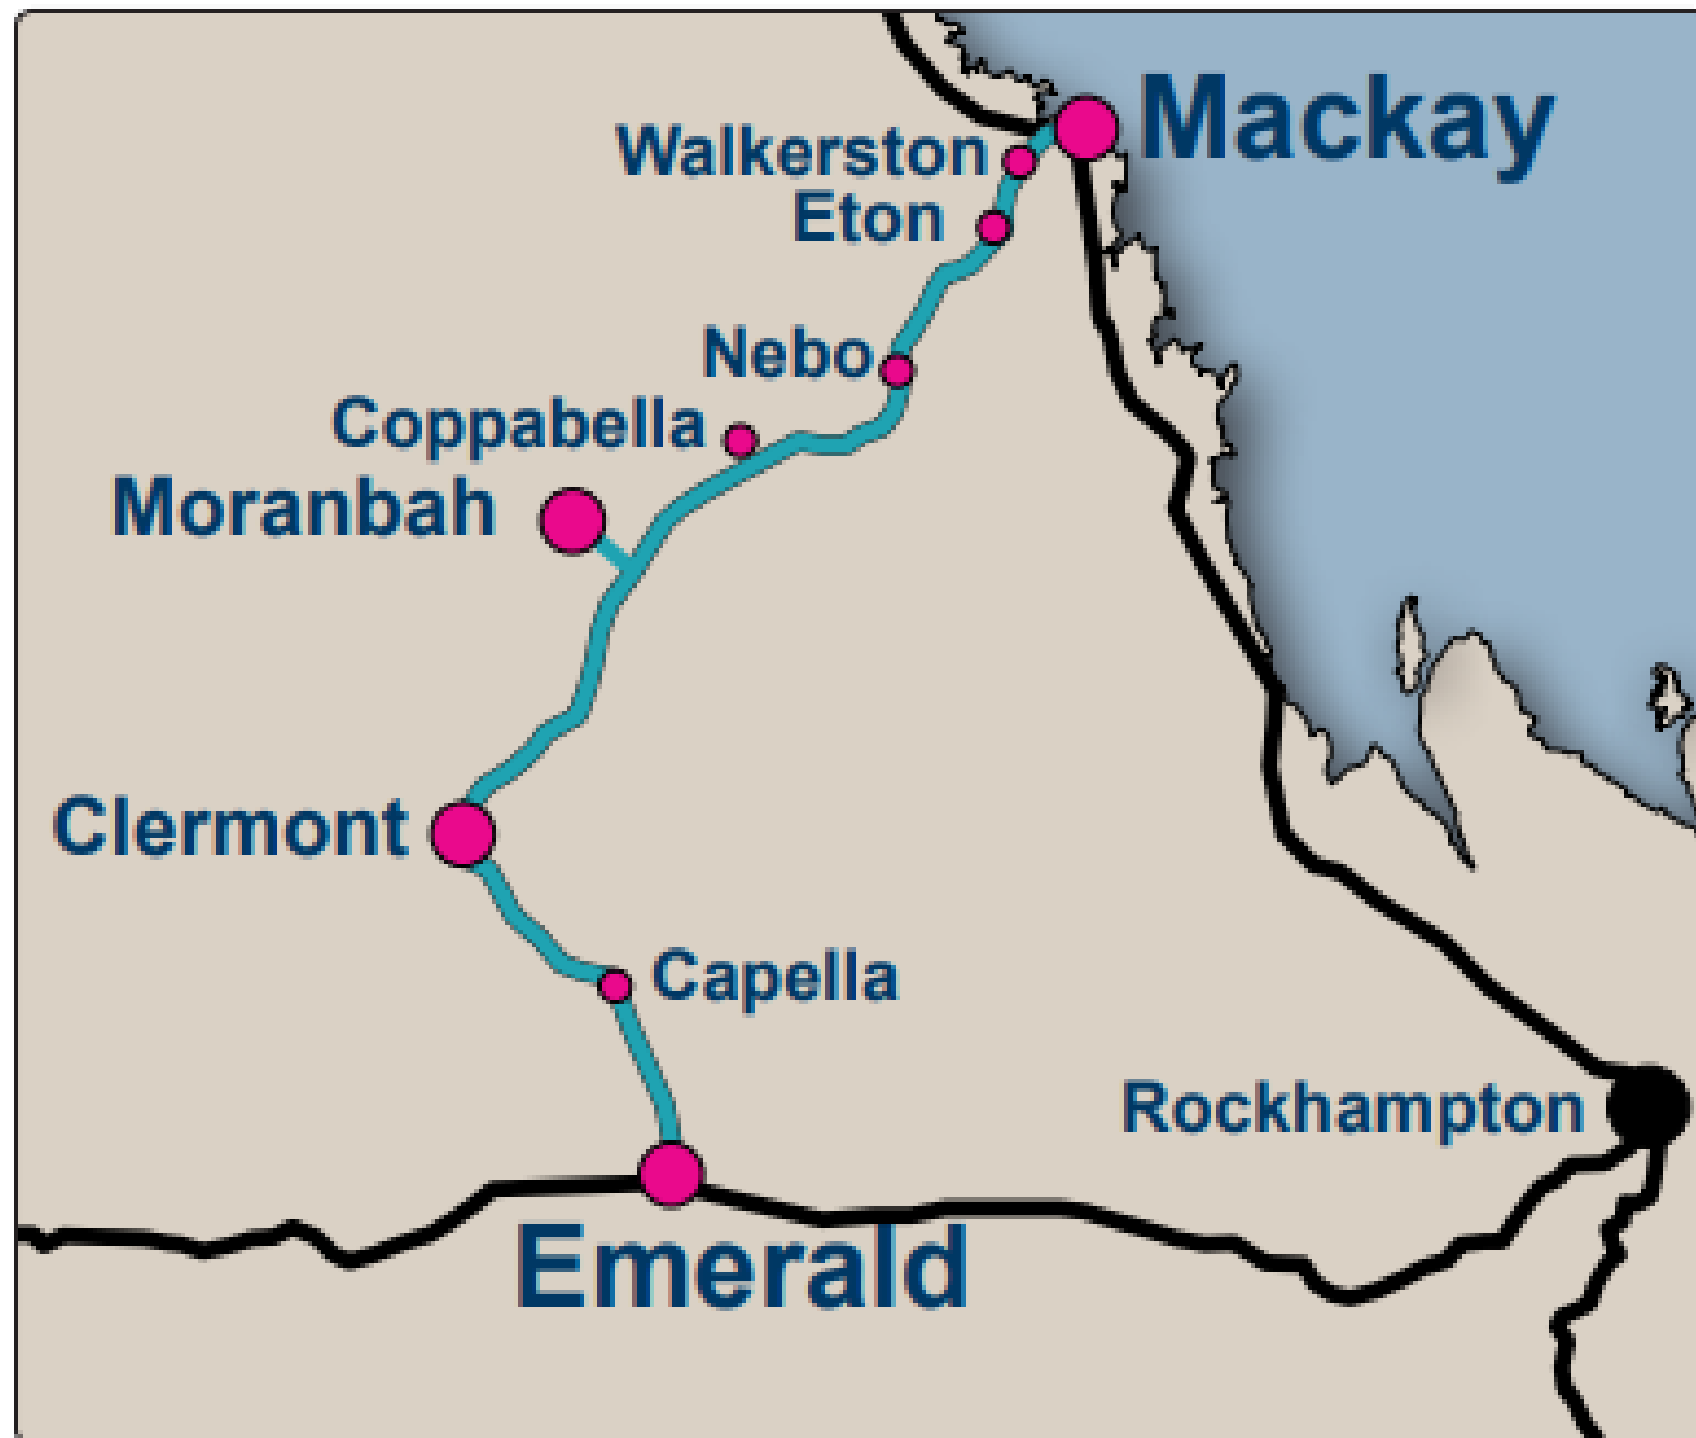 Mackay
Walkerston
Eton
Nebo
Coppabella
Moranbah
Clermont
Capella
Rockhampton
Emerald